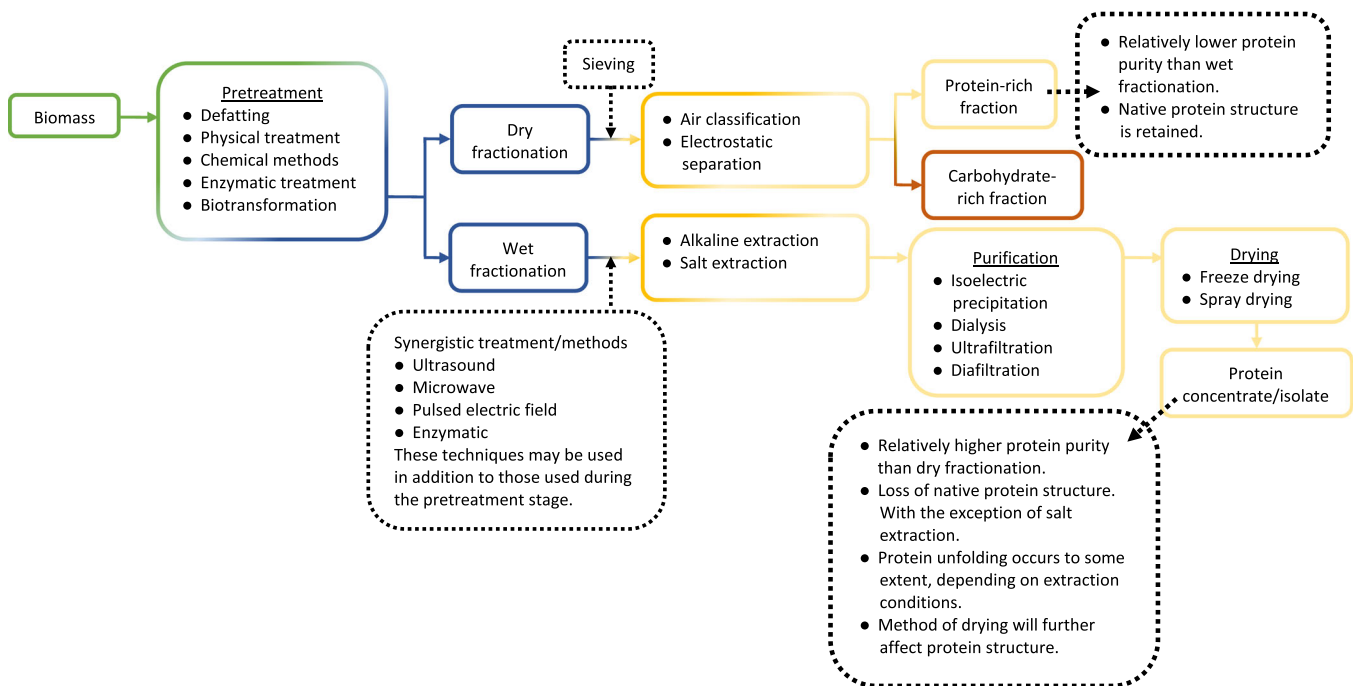 Biomass
Pretreatment
● Defatting
● Physical treatment
● Chemical methods
● Enzymatic treatment
● Biotransformation
Dry
fractionation
Sieving
● Air classification
● Electrostatic
separation
Protein-rich
fraction
● Relatively lower protein
purity than wet
fractionation.
● Native protein structure
is retained.
Carbohydrate-
rich fraction
Wet
fractionation
Synergistic treatment/methods
● Ultrasound
● Microwave
● Pulsed electric field
● Enzymatic
These techniques may be used
in addition to those used during
the pretreatment stage.
● Alkaline extraction
● Salt extraction
Purification
● Isoelectric
precipitation
● Dialysis
● Ultrafiltration
● Diafiltration
Drying
● Freeze drying
● Spray drying
Protein
concentrate/isolate
● Relatively higher protein purity
than dry fractionation.
● Loss of native protein structure.
With the exception of salt
extraction.
● Protein unfolding occurs to some
extent, depending on extraction
conditions.
● Method of drying will further
affect protein structure.